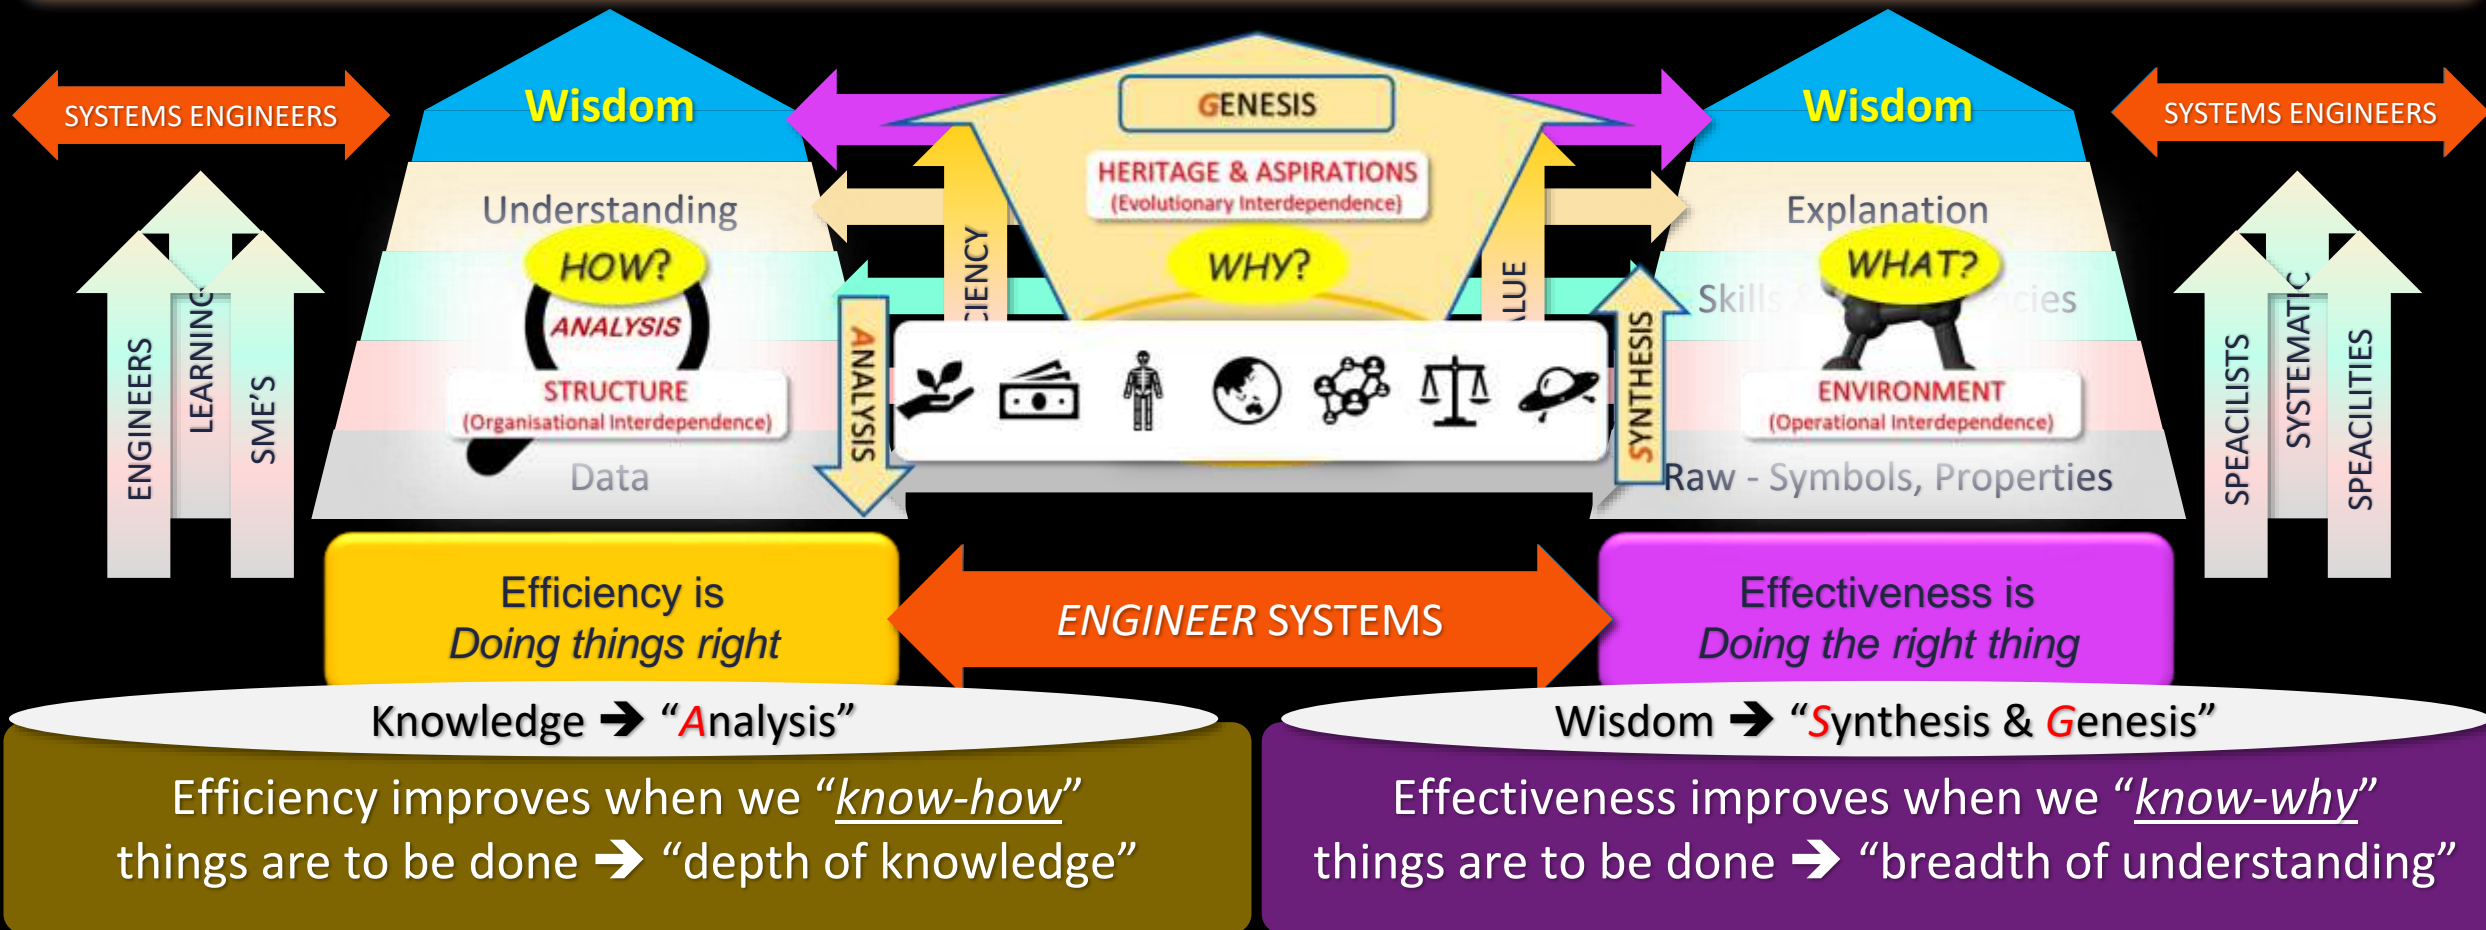 SYSTEMS ENGINEERS
Wisdom
GENESIS
Wisdom
SYSTEMS ENGINEERS
HERITAGE & ASPIRATIONS
(Evolutionary Interdependence)
Understanding
Explanation
HOW?
WHY?
WHAT?
ANALYSIS
Skills
STRUCTURE
(Organisational Interdependence)
ENVIRONMENT
(Operational Interdependence)
ENGINEERS
LEARNING
SME'S
ANALYSIS
SYNTHESIS
SPEACILISTS
SYSTEMATIC
SPEACILITIES
Data
Raw - Symbols, Properties
Efficiency is
Doing things right
ENGINEER SYSTEMS
Effectiveness is
Doing the right thing
Knowledge ➔ “Analysis”
Wisdom ➔ “Synthesis & Genesis”
Efficiency improves when we “know-how”
things are to be done ➔ “depth of knowledge”
Effectiveness improves when we “know-why”
things are to be done ➔ “breadth of understanding”